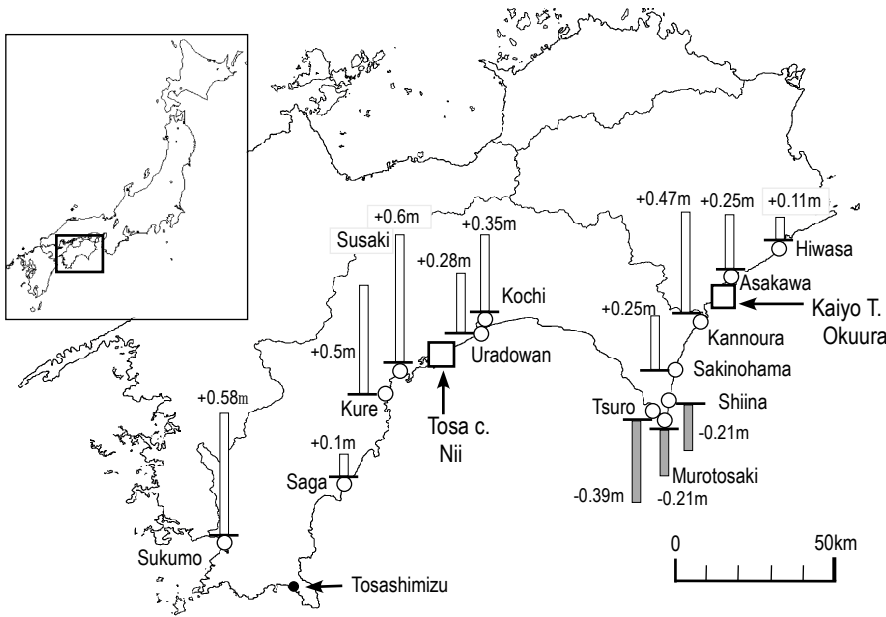 +0.6m
Susaki
+0.35m
+0.28m
Kochi
Uradowan
+0.5m
Kure
Tosa c.
Nii
+0.58m
Sukumo
+0.1m
Saga
Tosashimizu
+0.47m
+0.25m
+0.11m
Hiwasa
Asakawa
Kaiyo T.
Okuura
Kannoura
+0.25m
Sakinohama
Tsuro
Shiina
-0.21m
Murotosaki
-0.39m
-0.21m
0
50km